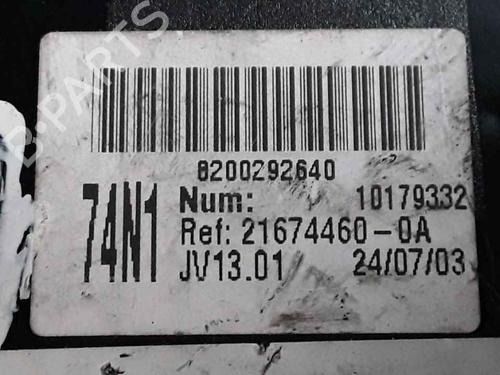 B-PARTS
8200292640
74N1
Num: 10179332
Ref: 21674460-0A
JV13.01 24/07/03